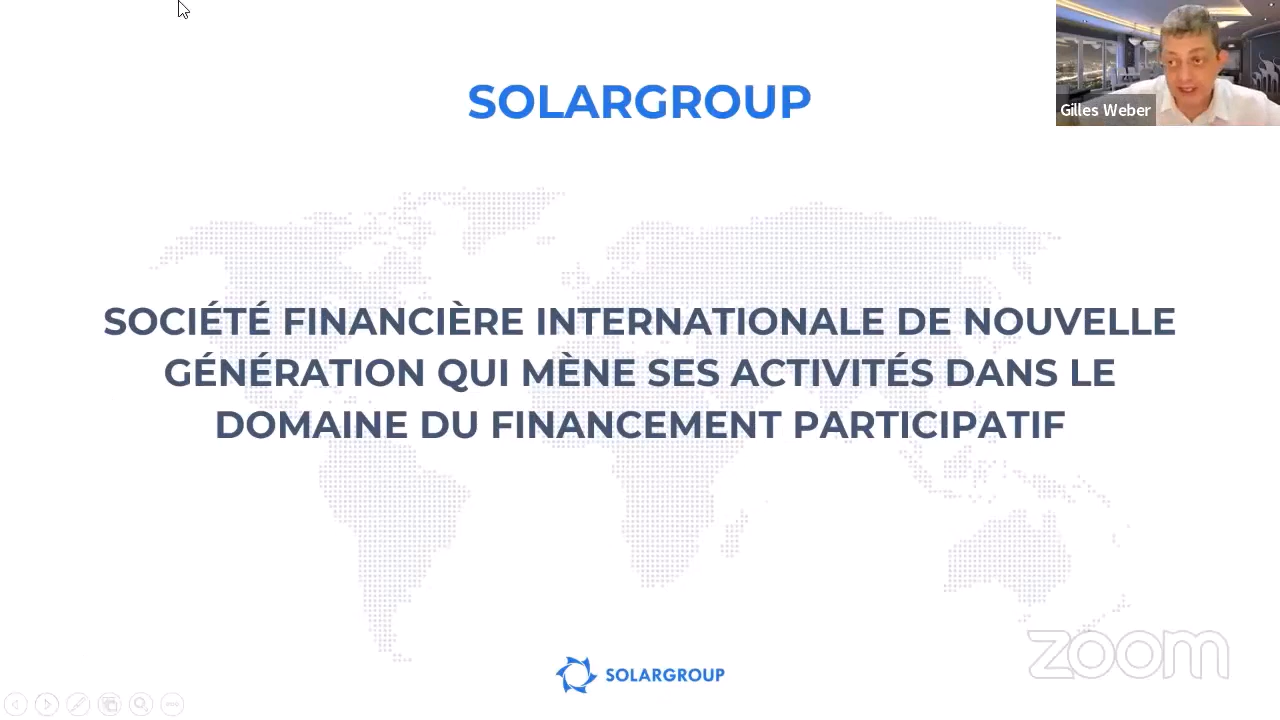 SOLARGROUP
Gilles Weber
SOCIÉTÉ FINANCIÈRE INTERNATIONALE DE NOUVELLE
GÉNÉRATION QUI MÈNE SES ACTIVITÉS DANS LE
DOMAINE DU FINANCEMENT PARTICIPATIF
SOLARGROUP
zoom